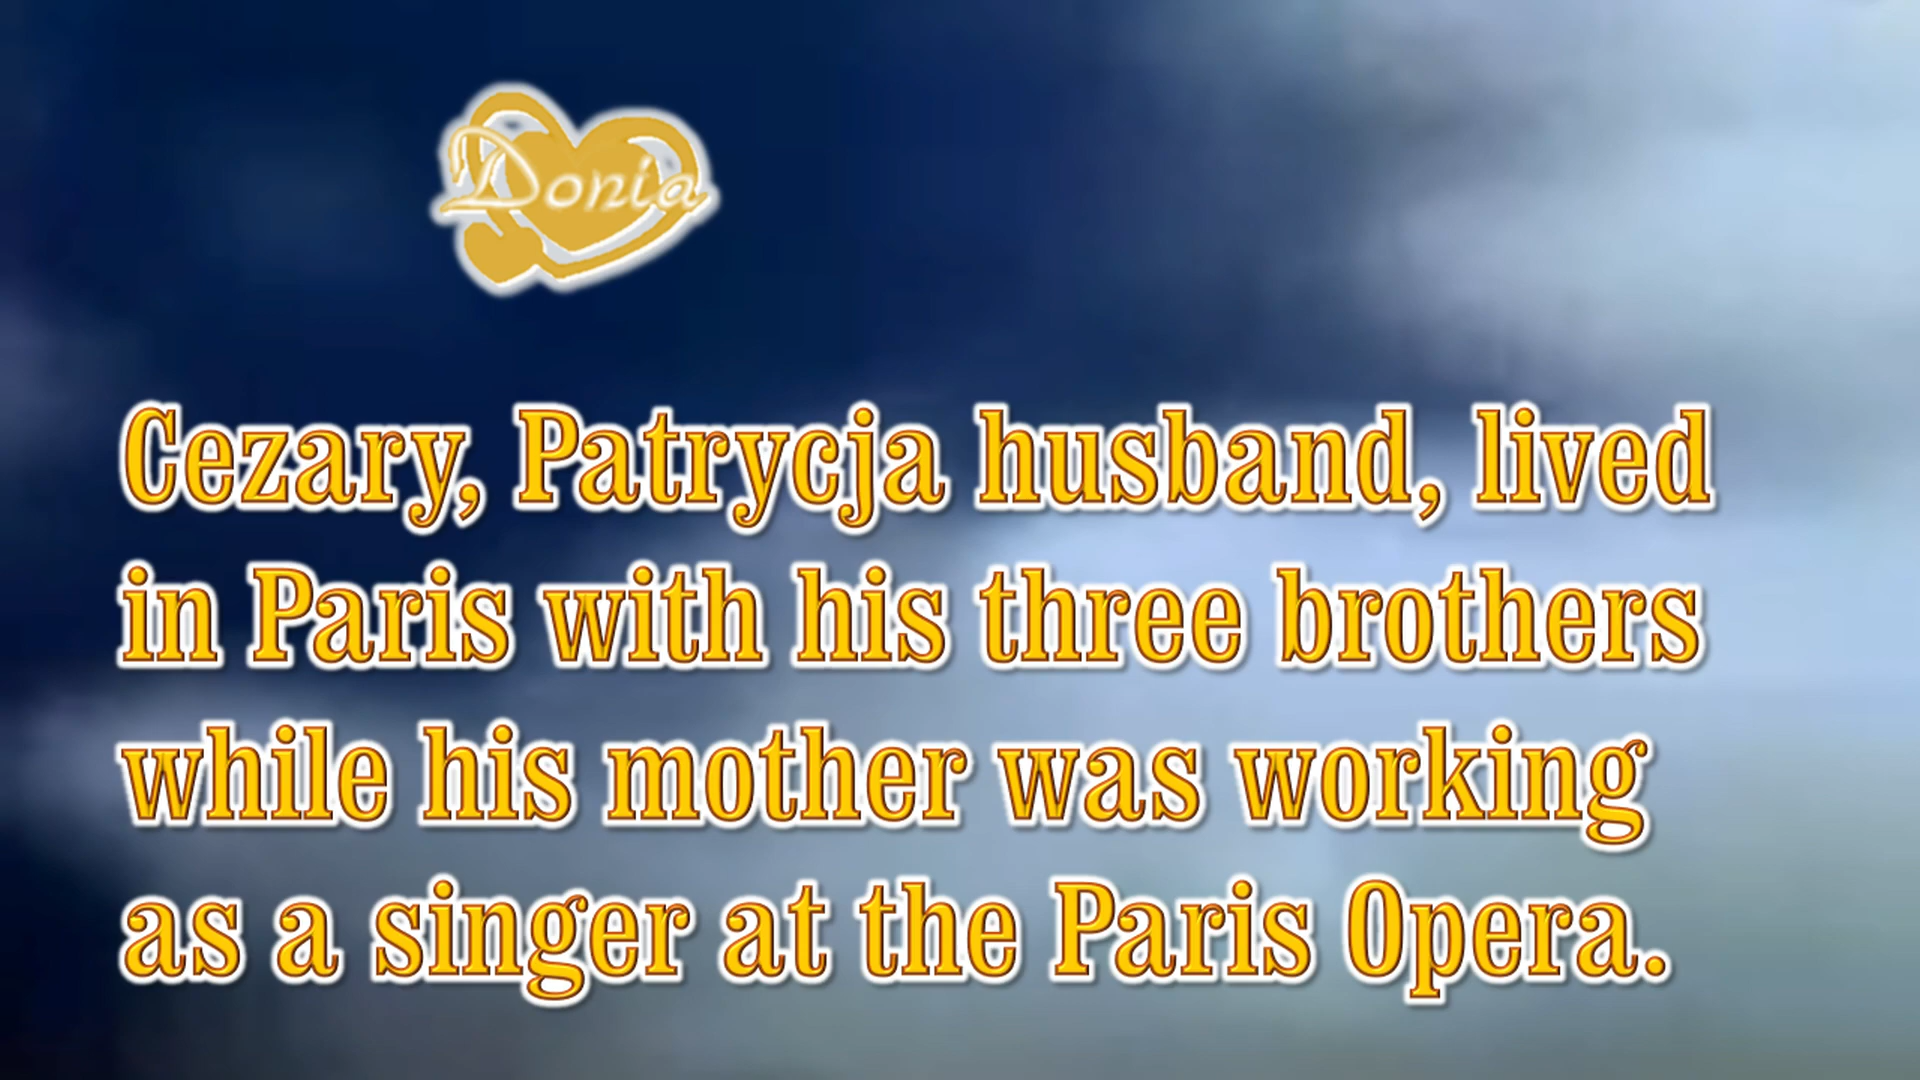 Donia
Cezary, Patrycja husband, lived
in Paris with his three brothers
while his mother was working
as a singer at the Paris Opera.